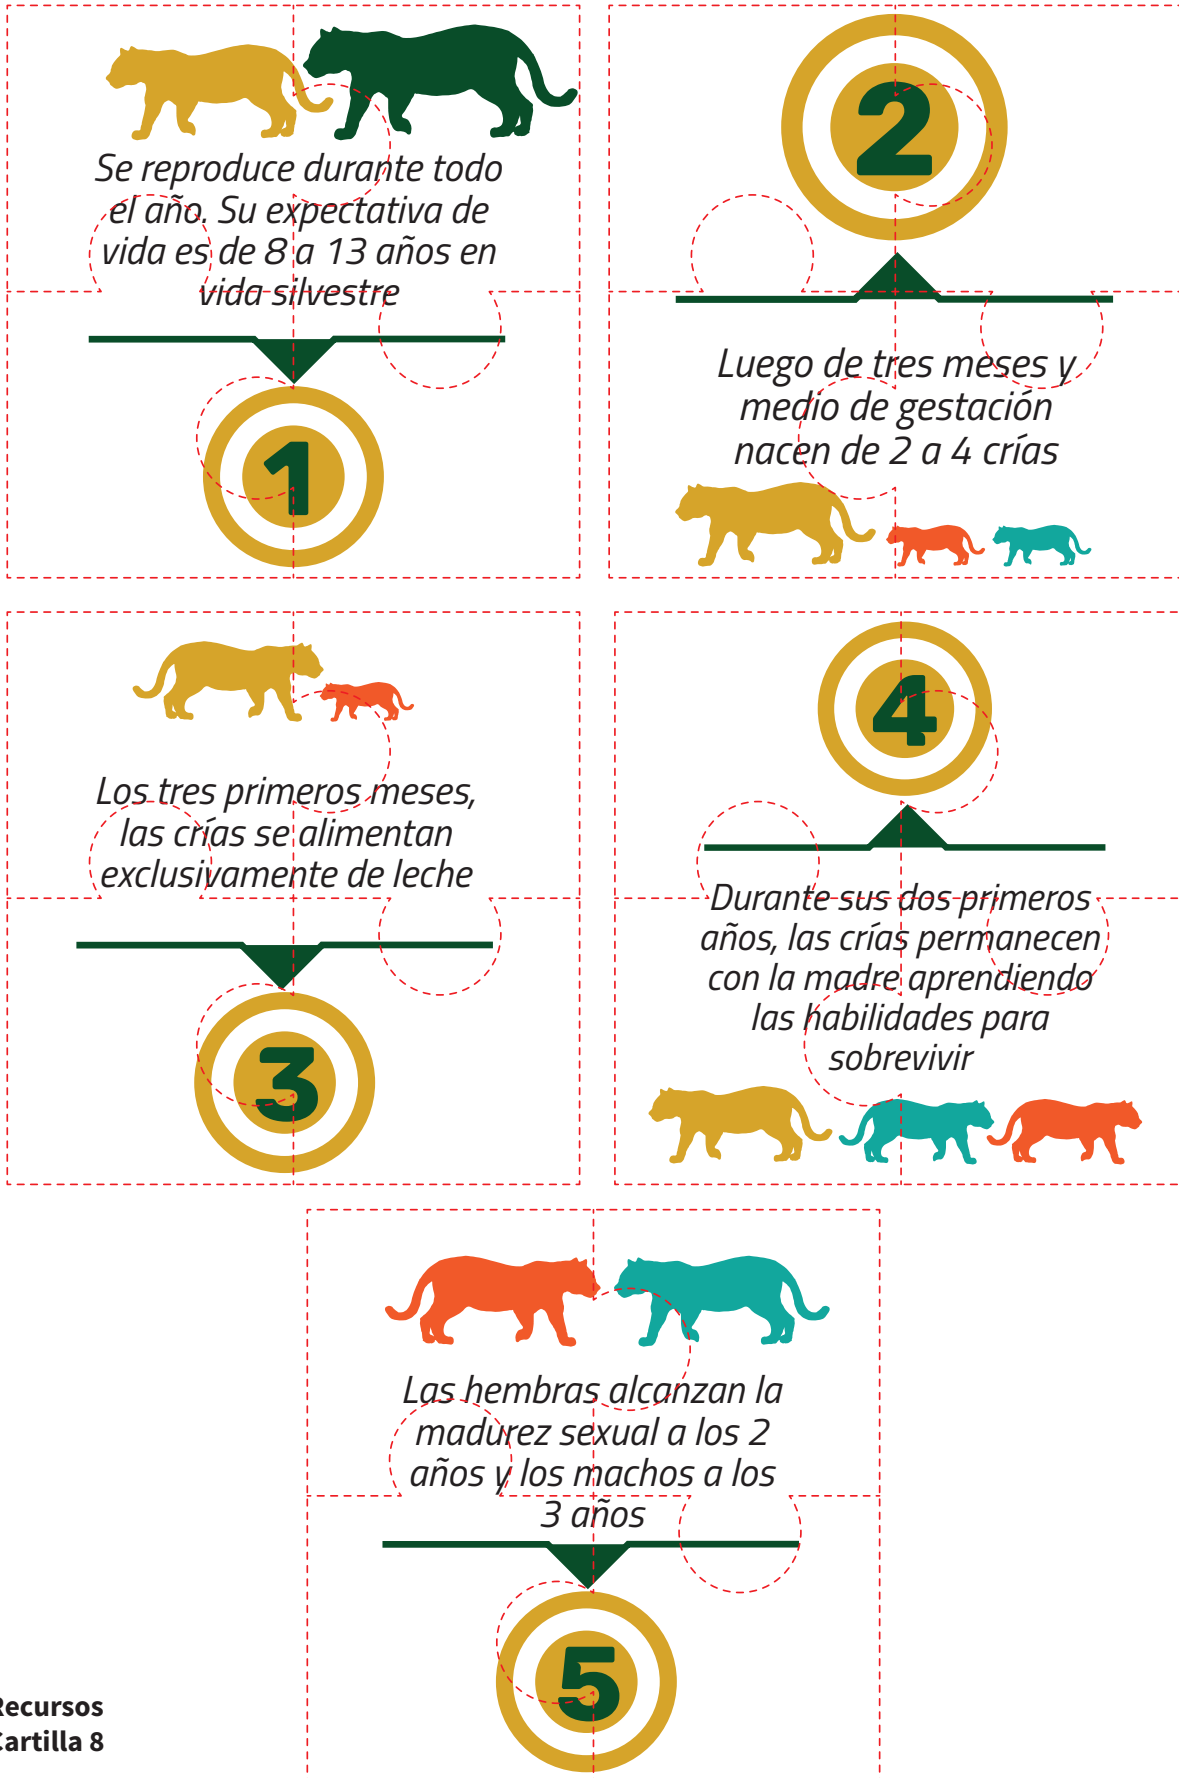 Se reproduce durante todo
el año. Su expectativa de
vida es de 8 a 13 años en
vida silvestre
1
2
Luego de tres meses y
medio de gestación
nacen de 2 a 4 crías
Los tres primeros meses,
las crías se alimentan
exclusivamente de leche
3
4
Durante sus dos primeros
años, las crías permanecen
con la madre aprendiendo
las habilidades para
sobrevivir
Las hembras alcanzan la
madurez sexual a los 2
años y los machos a los
3 años
5
Recursos
Cartilla 8